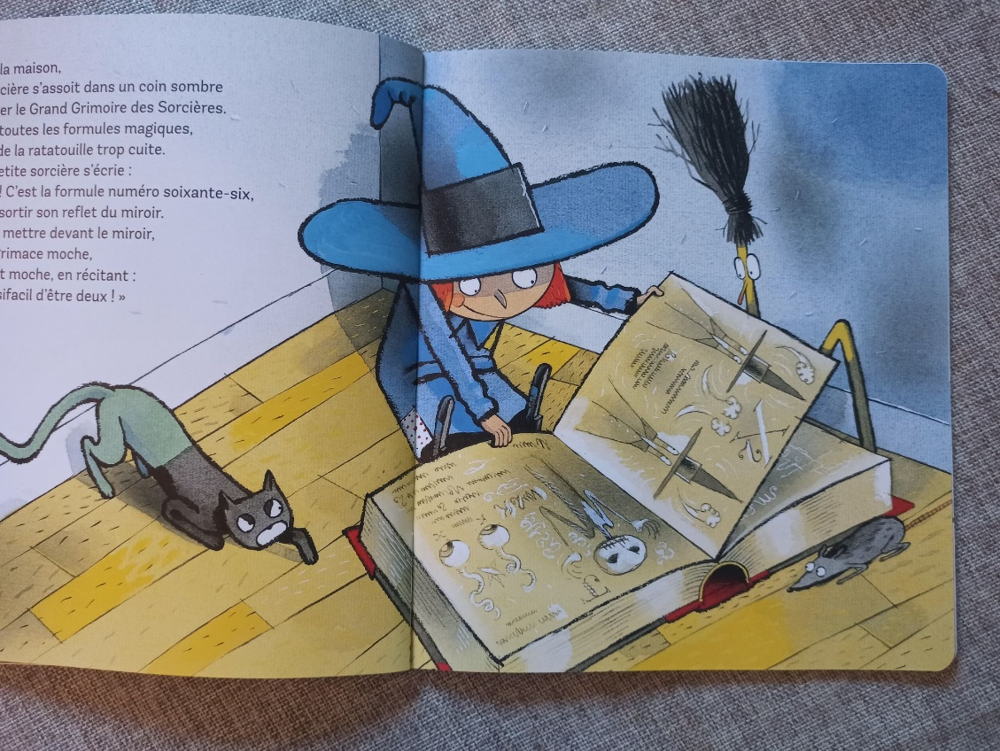 la maison,
cière s'assoit dans un coin sombre
er le Grand Grimoire des Sorcières.
toutes les formules magiques,
de la ratatouille trop cuite.
etite sorcière s'écrie :
! C'est la formule numéro soixante-six,
sortir son reflet du miroir.
mettre devant le miroir,
rimace moche,
t moche, en récitant :
sifacil d'être deux ! »